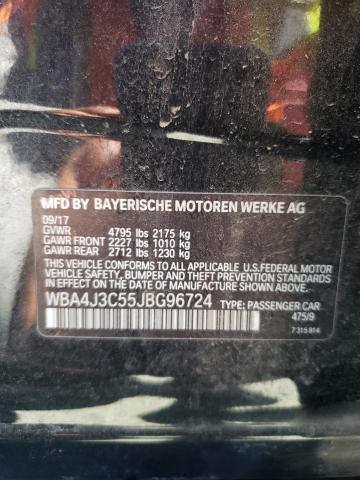 MFD BY BAYERISCHE MOTOREN WERKE AG
09/17
GVWR 4795 lbs 2175 kg
GAWR FRONT 2227 lbs 1010 kg
GAWR REAR 2712 lbs 1230 kg
THIS VEHICLE CONFORMS TO ALL APPLICABLE
U.S. FEDERAL MOTOR VEHICLE SAFETY,
BUMPER, AND THEFT PREVENTION STANDARDS
IN EFFECT ON THE DATE OF MANUFACTURE
SHOWN ABOVE.
WBA4J3C55JBG96724 TYPE: PASSENGER CAR
475/9
7 315 814